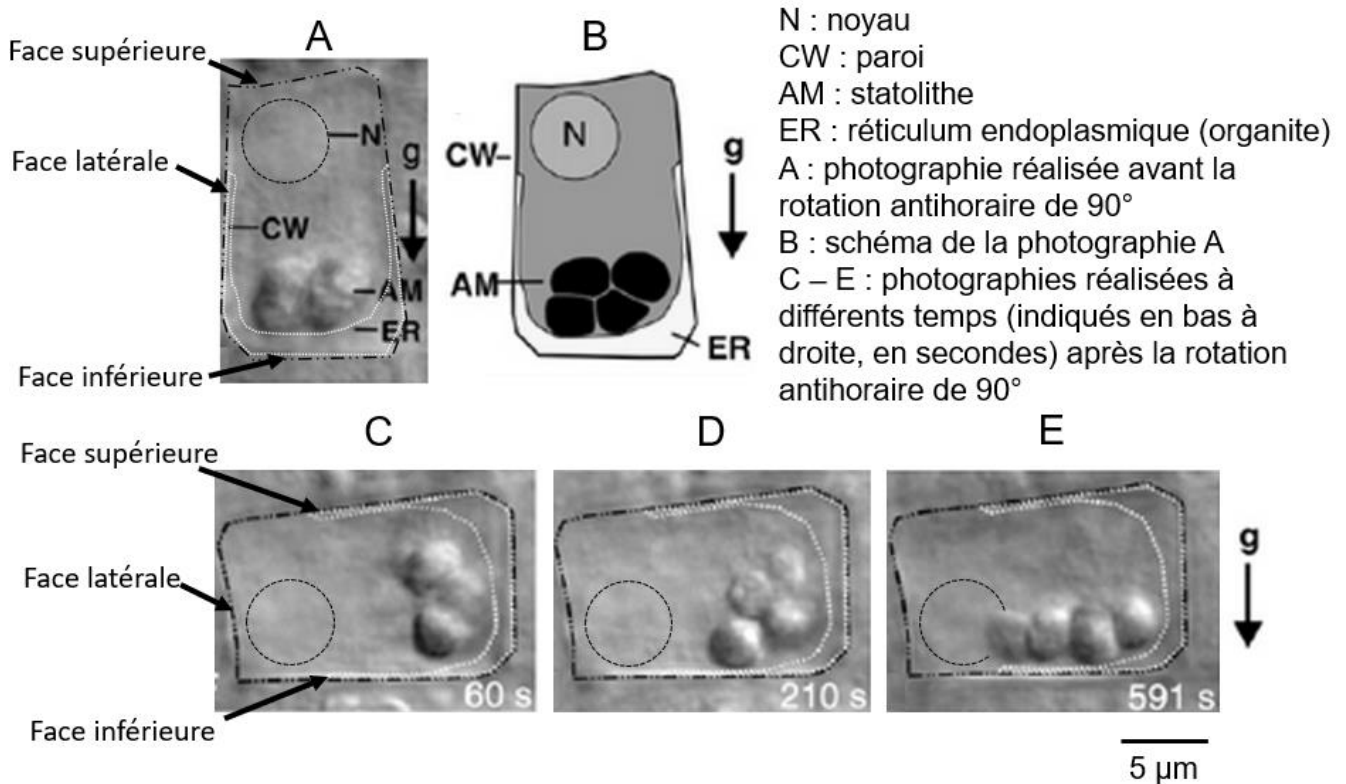 A
B
Face supérieure
N
g
Face latérale
CW
AM
ER
Face inférieure
N
CW
g
AM
ER
N : noyau
CW : paroi
AM : statolithe
ER : réticulum endoplasmique (organite)
A : photographie réalisée avant la
rotation antihoraire de 90°
B : schéma de la photographie A
C – E : photographies réalisées à
différents temps (indiqués en bas à
droite, en secondes) après la rotation
antihoraire de 90°
C
D
E
Face supérieure
Face latérale
Face inférieure
60 s
210 s
591 s
g
5 µm